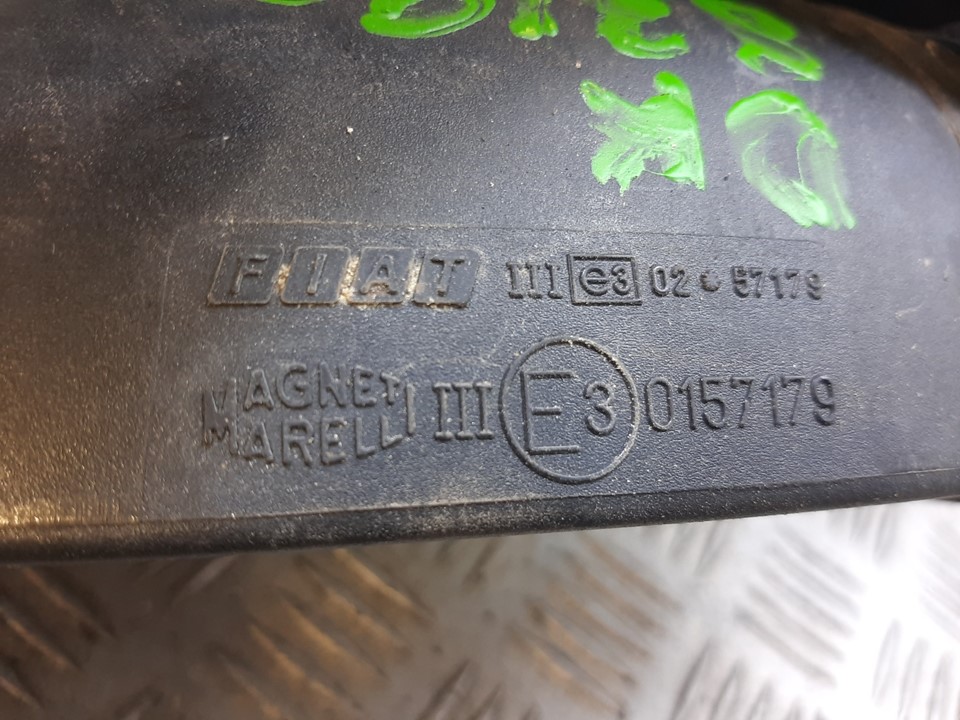 FIAT III e3 02 • 57179
MAGNETI MARELLI III E3 0157179